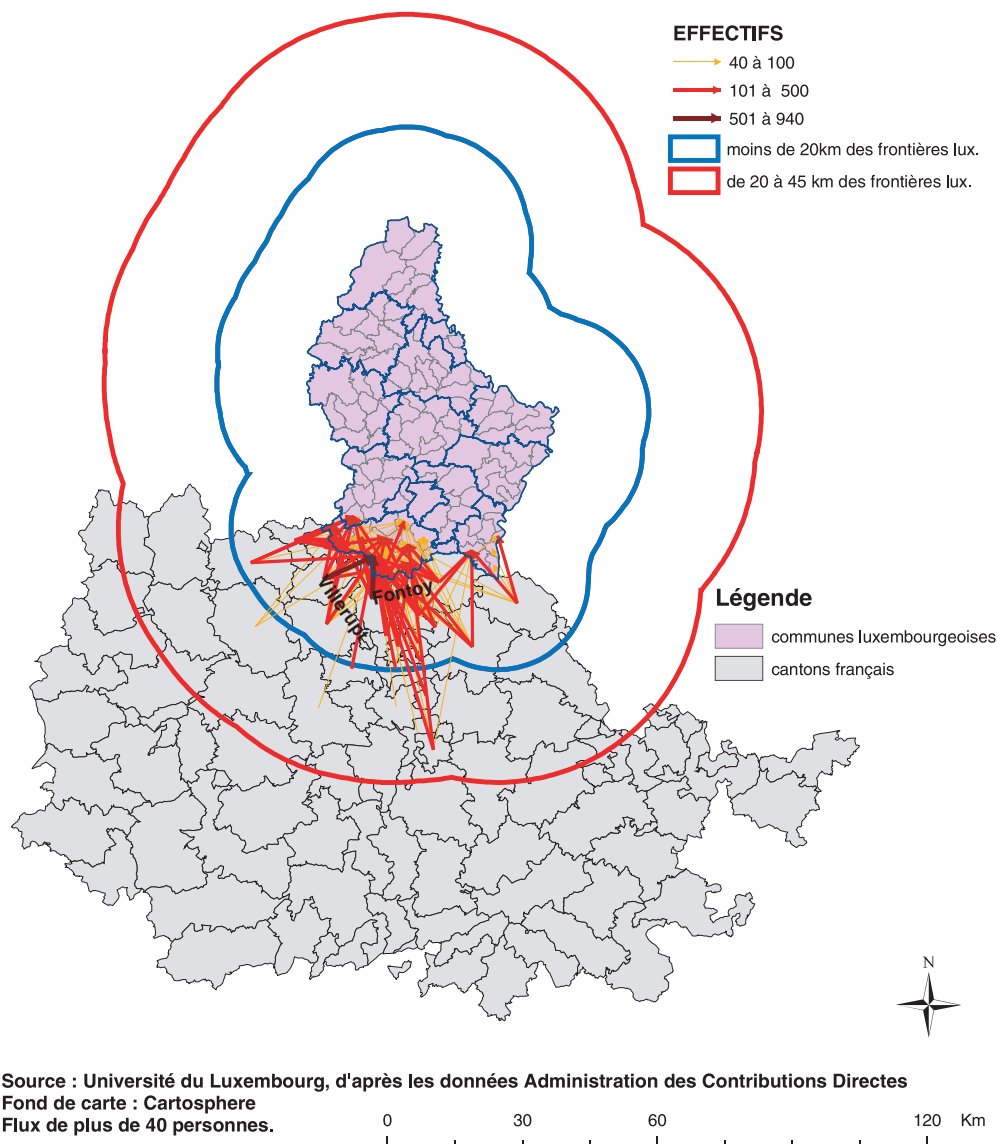 EFFECTIFS
40 à 100
101 à 500
501 à 940
moins de 20km des frontières lux.
de 20 à 45 km des frontières lux.
Villerupt
Fontoy
Légende
communes luxembourgeoises
cantons français
N
Source : Université du Luxembourg, d'après les données Administration des Contributions Directes
Fond de carte : Cartosphere
Flux de plus de 40 personnes.
0 30 60 120 Km